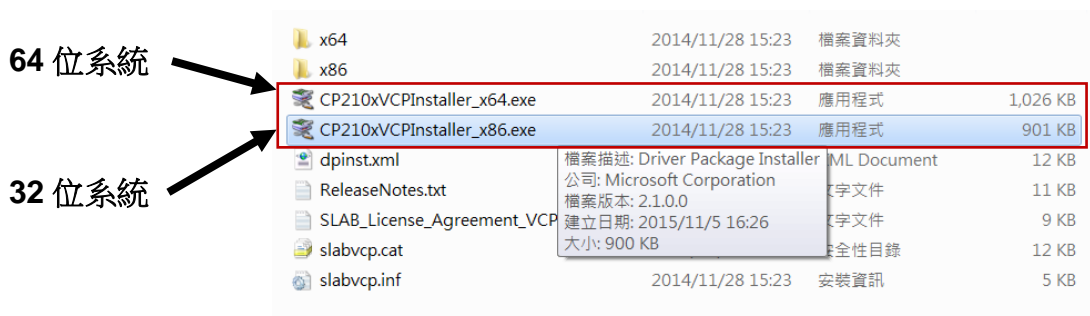 64 位系統
32 位系統
x64 2014/11/28 15:23 檔案資料夾
x86 2014/11/28 15:23 檔案資料夾
CP210xVCPInstaller_x64.exe 2014/11/28 15:23 應用程式 1,026 KB
CP210xVCPInstaller_x86.exe 2014/11/28 15:23 應用程式 901 KB
dpinst.xml ML Document 12 KB
ReleaseNotes.txt 文字文件 11 KB
SLAB_License_Agreement_VCP 文字文件 9 KB
slabvcp.cat 安全性目錄 12 KB
slabvcp.inf 2014/11/28 15:23 安裝資訊 5 KB
檔案描述: Driver Package Installer
公司: Microsoft Corporation
檔案版本: 2.1.0.0
建立日期: 2015/11/5 16:26
大小: 900 KB